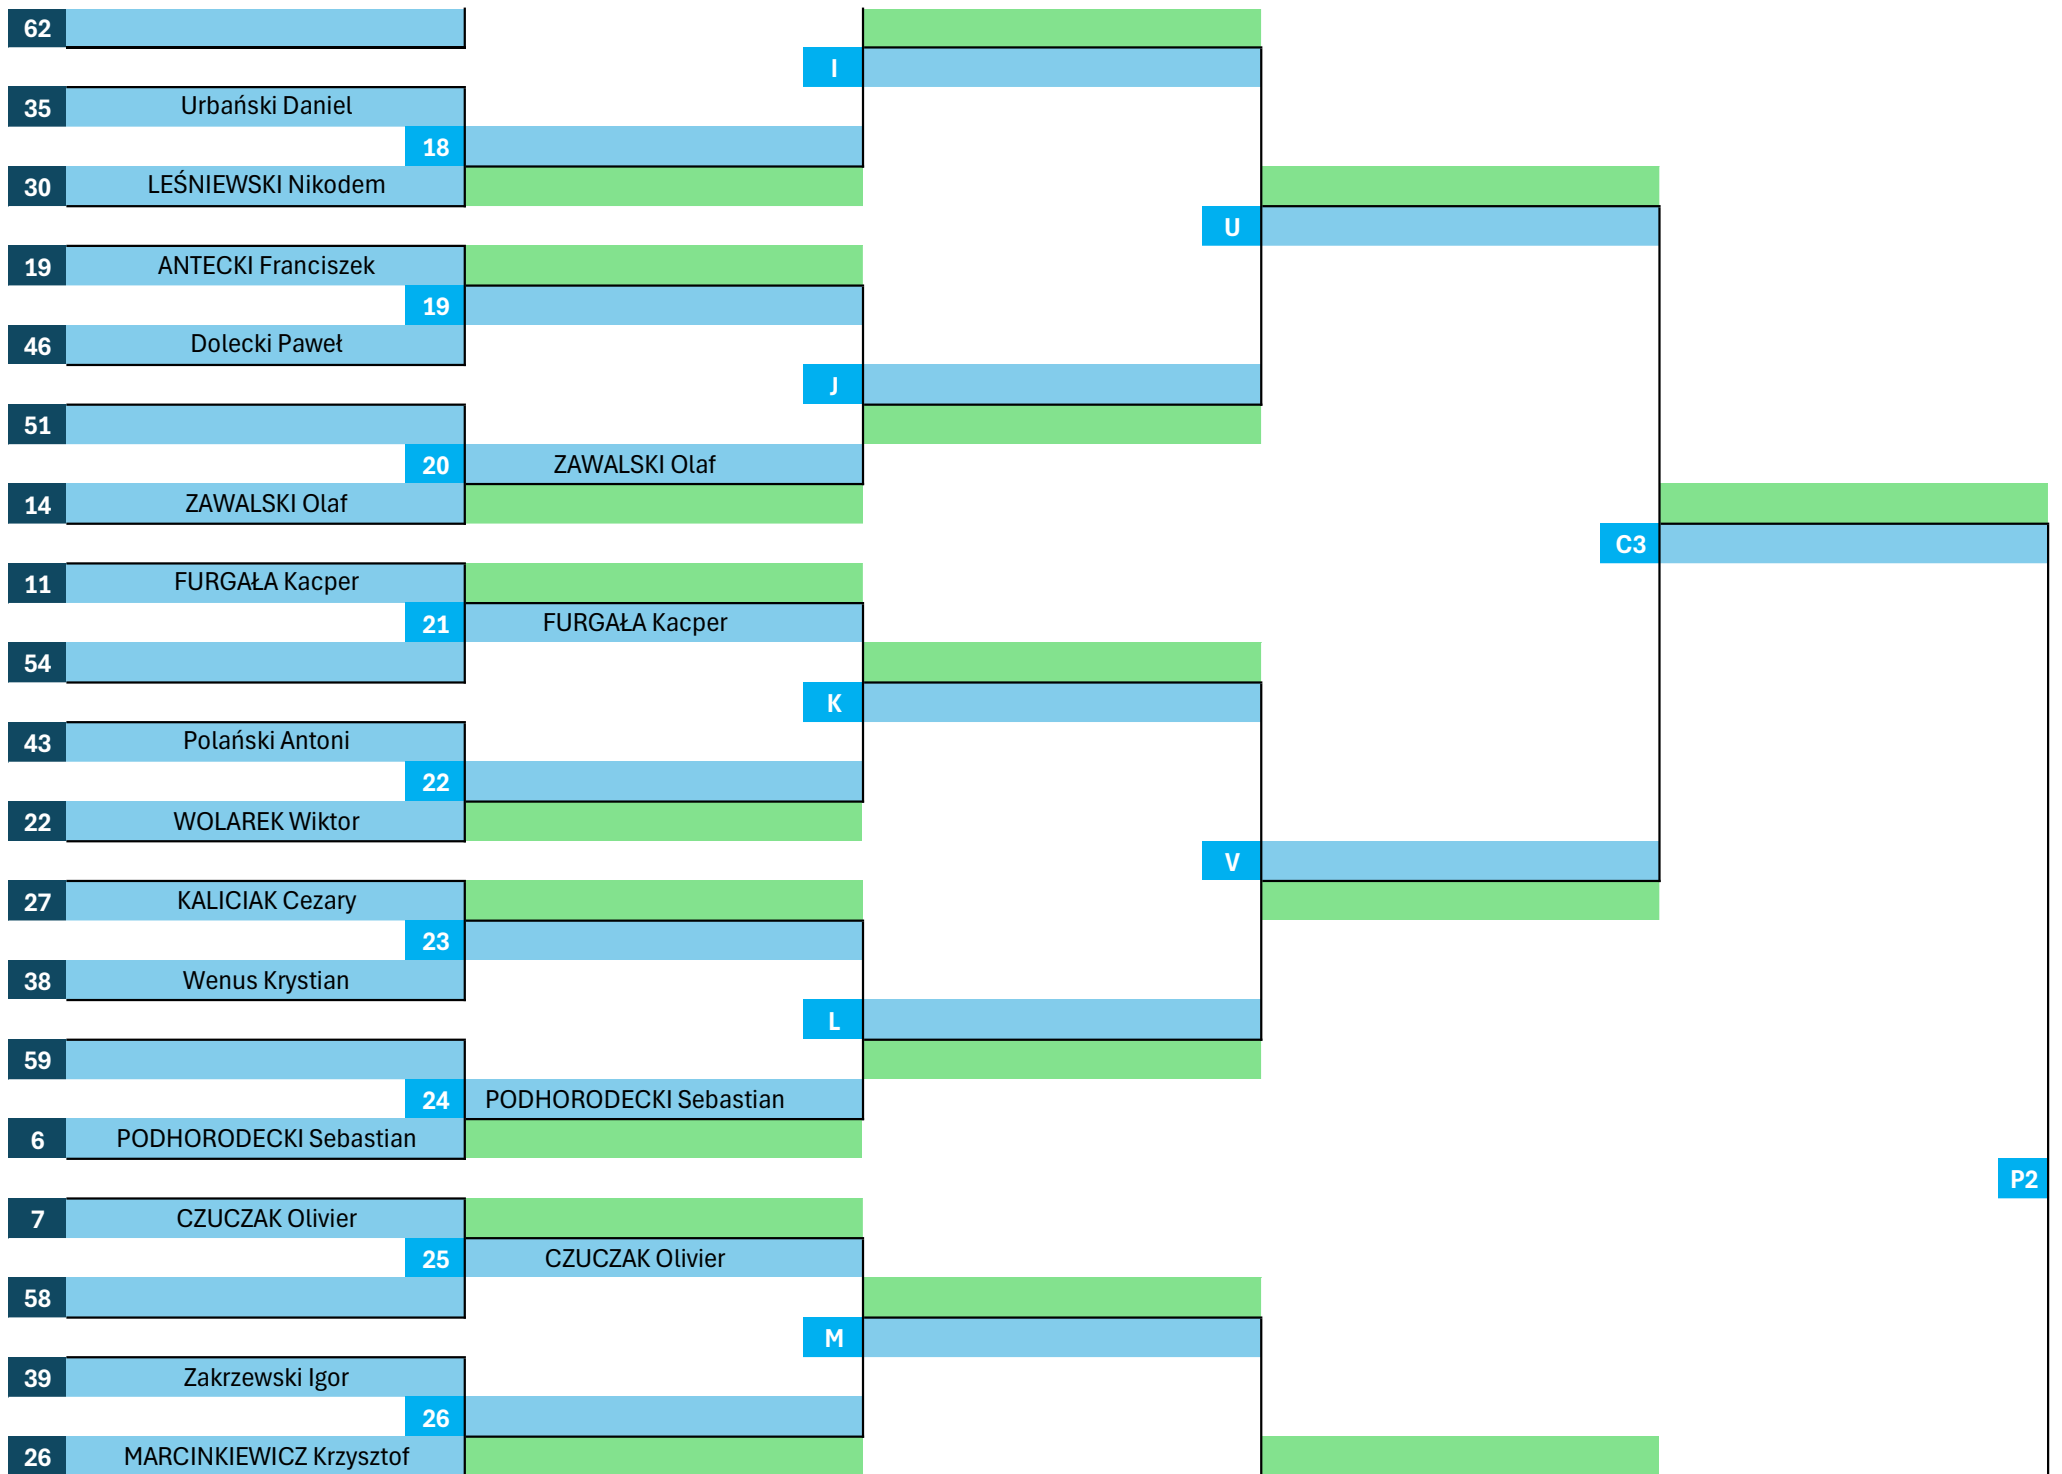 62
I
35 Urbański Daniel
18
30 LEŚNIEWSKI Nikodem
U
19 ANTECKI Franciszek
19
46 Dolecki Paweł
J
51
20 ZAWALSKI Olaf
14 ZAWALSKI Olaf
C3
11 FURGAŁA Kacper
21 FURGAŁA Kacper
54
K
43 Polański Antoni
22
22 WOLAREK Wiktor
V
27 KALICIAK Cezary
23
38 Wenus Krystian
L
59
24 PODHORODECKI Sebastian
6 PODHORODECKI Sebastian
P2
7 CZUCZAK Olivier
25 CZUCZAK Olivier
58
M
39 Zakrzewski Igor
26
26 MARCINKIEWICZ Krzysztof